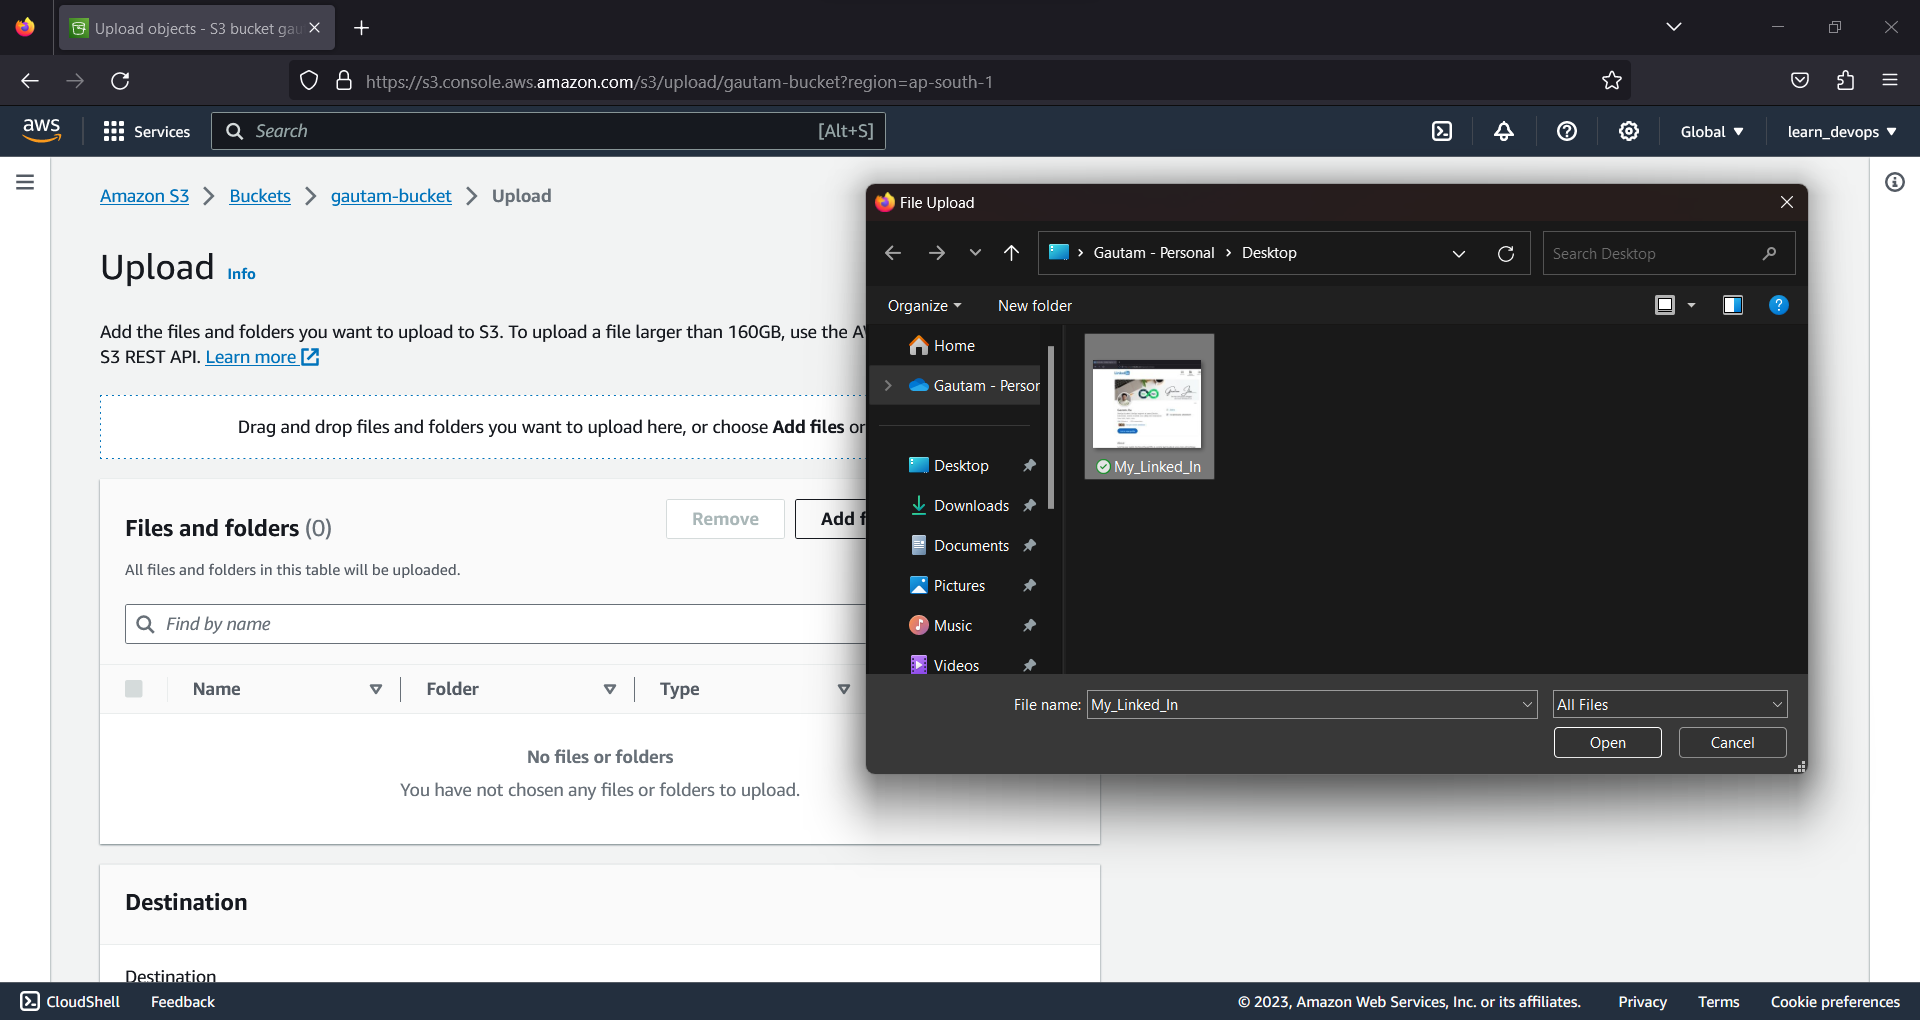 Upload objects - S3 bucket gau
https://s3.console.aws.amazon.com/s3/upload/gautam-bucket?region=ap-south-1
aws
Services
Search
[Alt+S]
Global
learn_devops
Amazon S3
Buckets
gautam-bucket
Upload
Upload
Info
Add the files and folders you want to upload to S3. To upload a file larger than 160GB, use the
S3 REST API. Learn more
Drag and drop files and folders you want to upload here, or choose Add files or
Files and folders (0)
Remove
Add f
All files and folders in this table will be uploaded.
Find by name
Name
Folder
Type
No files or folders
You have not chosen any files or folders to upload.
Destination
Destination
File Upload
Gautam - Personal
Desktop
Search Desktop
Organize
New folder
Home
Gautam - Person
Desktop
Downloads
Documents
Pictures
Music
Videos
My_Linked_In
File name: My_Linked_In
All Files
Open
Cancel
CloudShell
Feedback
© 2023, Amazon Web Services, Inc. or its affiliates.
Privacy
Terms
Cookie preferences